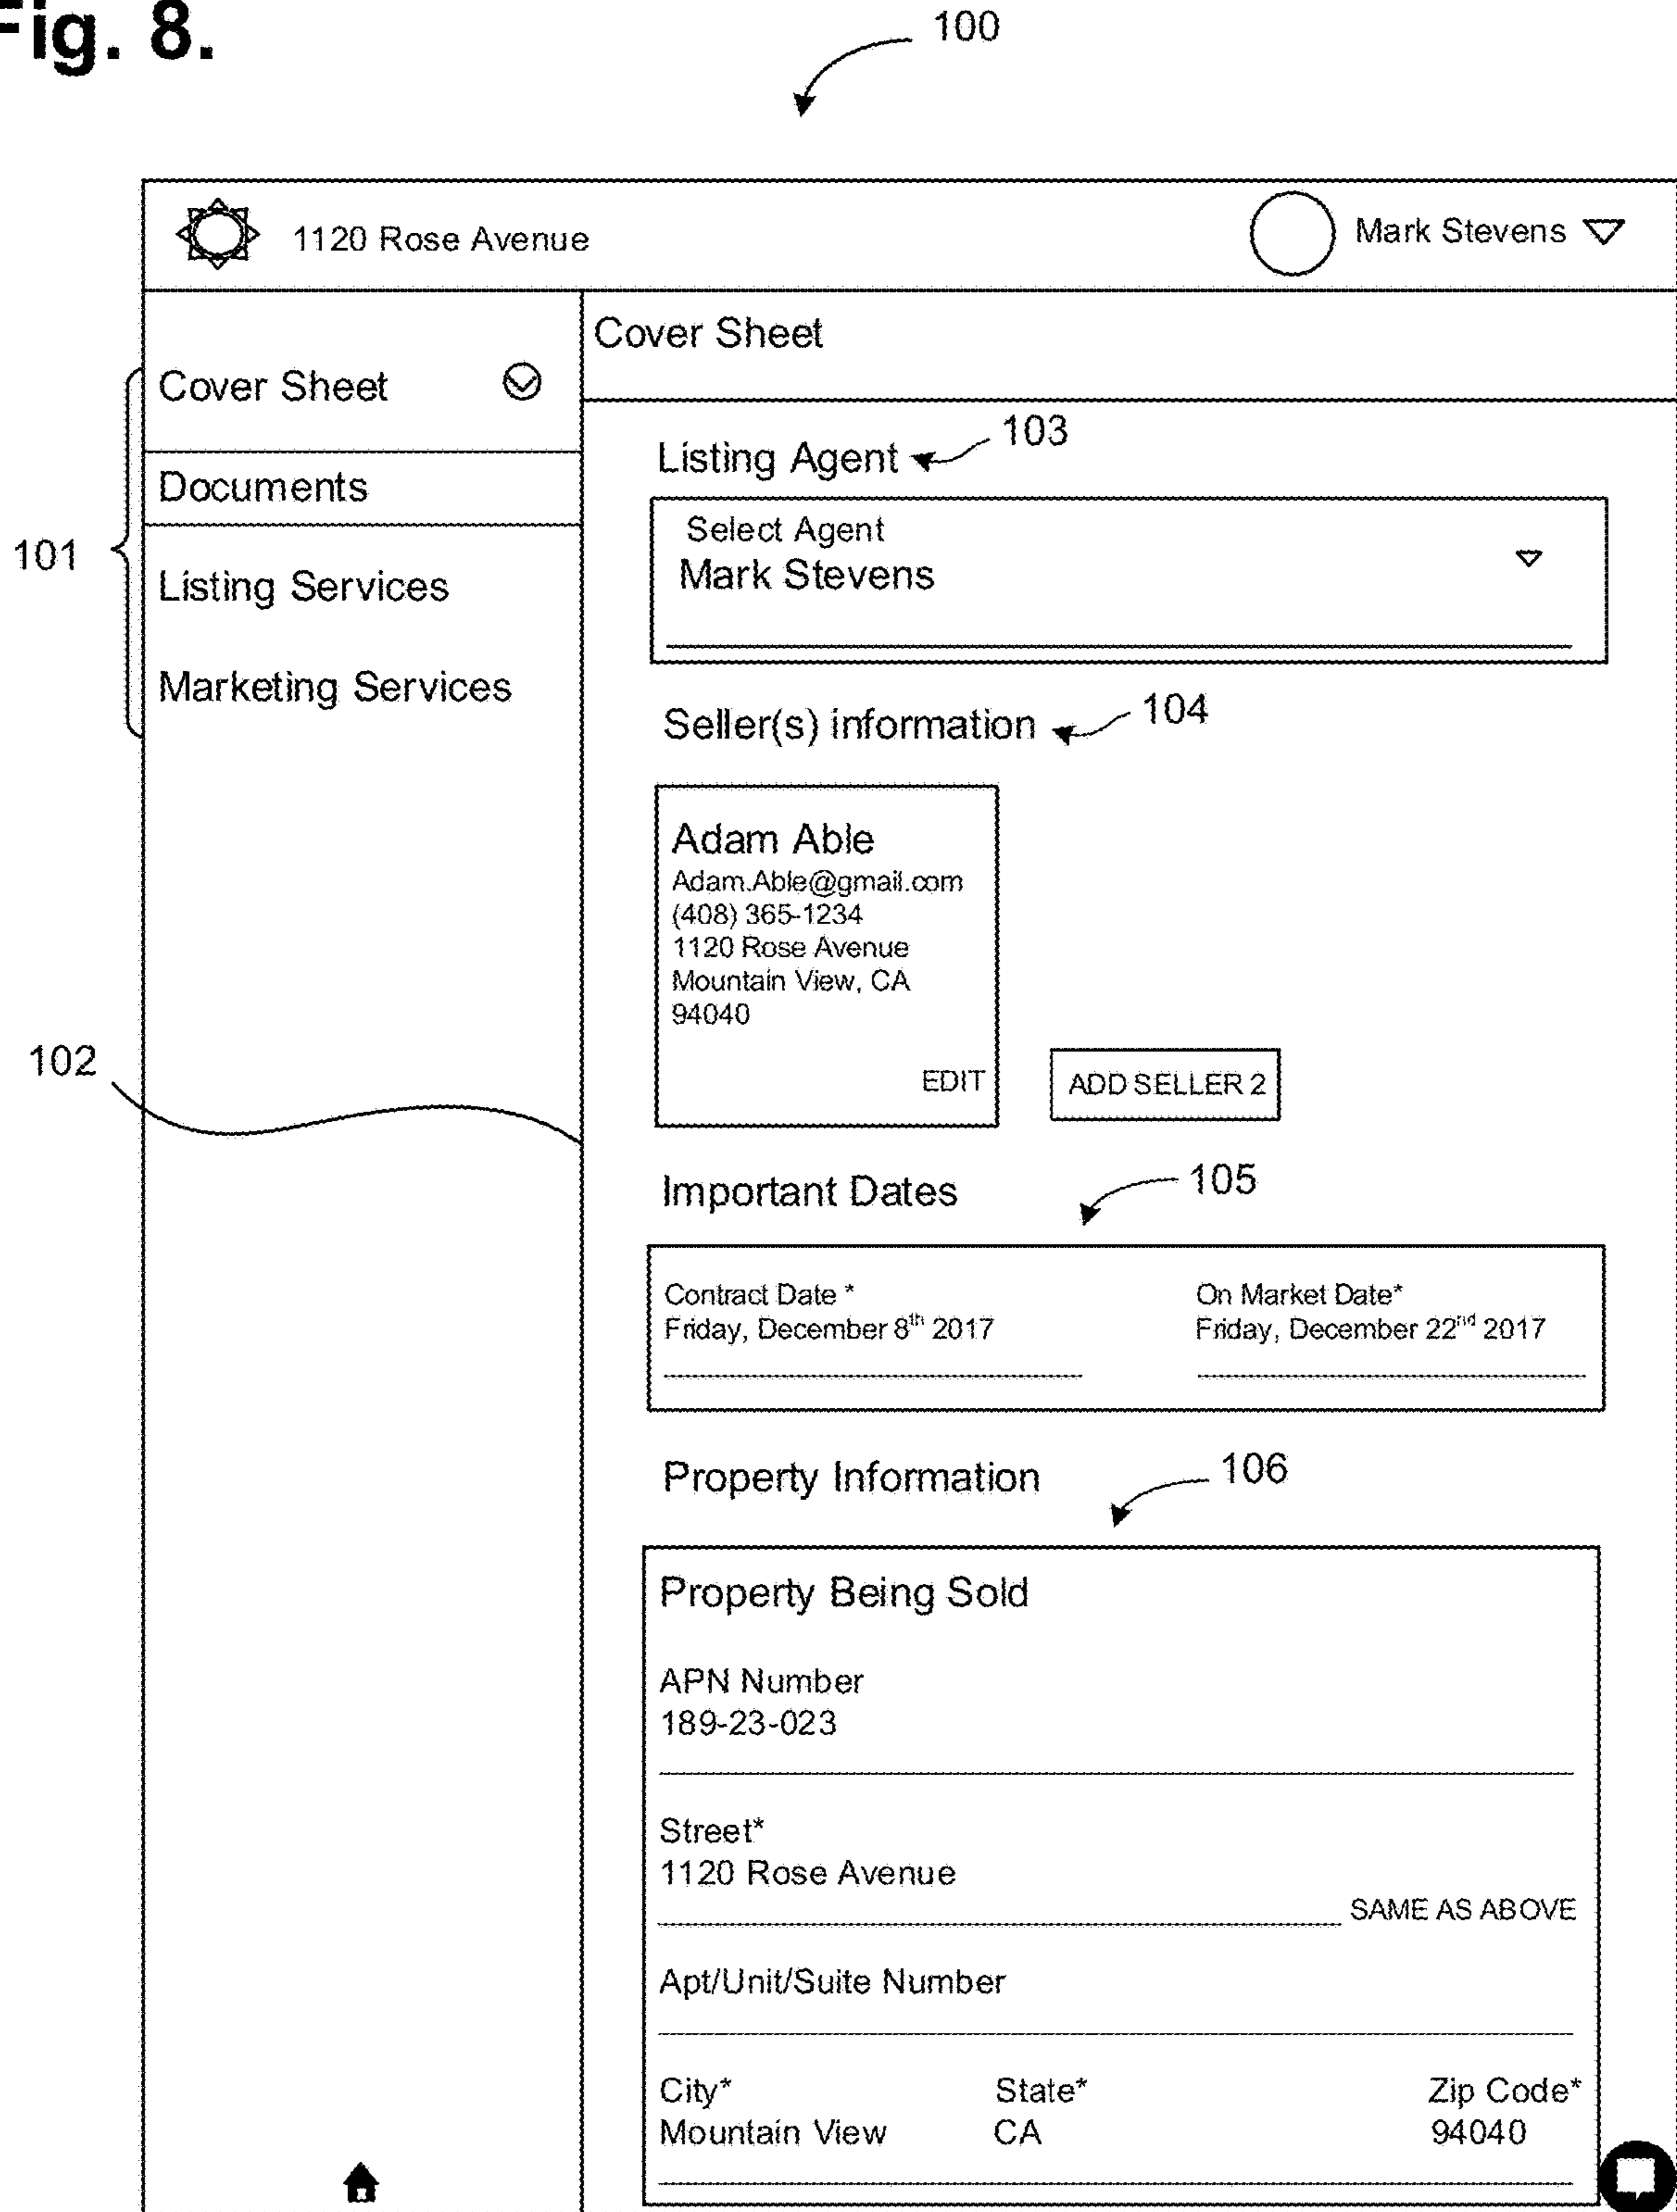 Fig. 8.
100
1120 Rose Avenue
Mark Stevens
Cover Sheet
Documents
Listing Services
Marketing Services
101
102
Cover Sheet
Listing Agent
103
Select Agent
Mark Stevens
Seller(s) information
104
Adam Able
Adam.Able@gmail.com
(408) 365-1234
1120 Rose Avenue
Mountain View, CA
94040
EDIT
ADD SELLER 2
Important Dates
105
Contract Date *
Friday, December 8th 2017
On Market Date*
Friday, December 22nd 2017
Property Information
106
Property Being Sold
APN Number
189-23-023
Street*
1120 Rose Avenue
SAME AS ABOVE
Apt/Unit/Suite Number
City* State* Zip Code*
Mountain View CA 94040